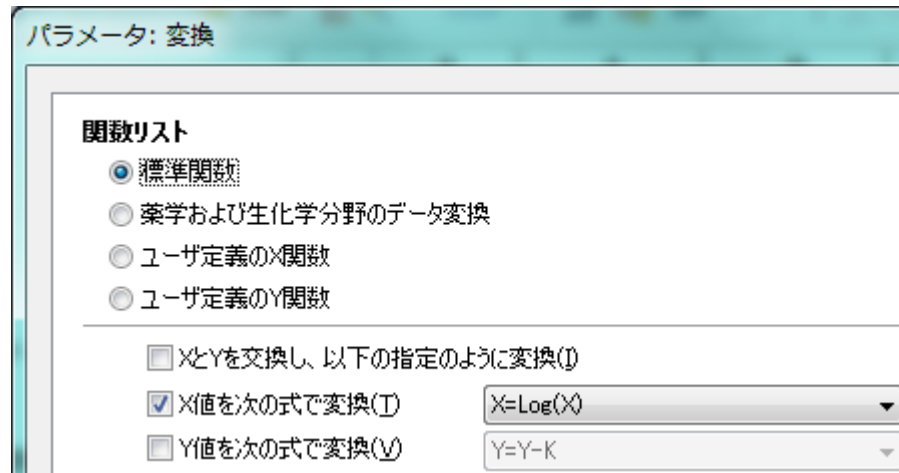 パラメータ: 変換
関数リスト
標準関数
薬学および生化学分野のデータ変換
ユーザ定義のX関数
ユーザ定義のY関数
XとYを交換し、以下の指定のように変換(I)
X値を次の式で変換(T) X=Log(X)
Y値を次の式で変換(V) Y=Y-K